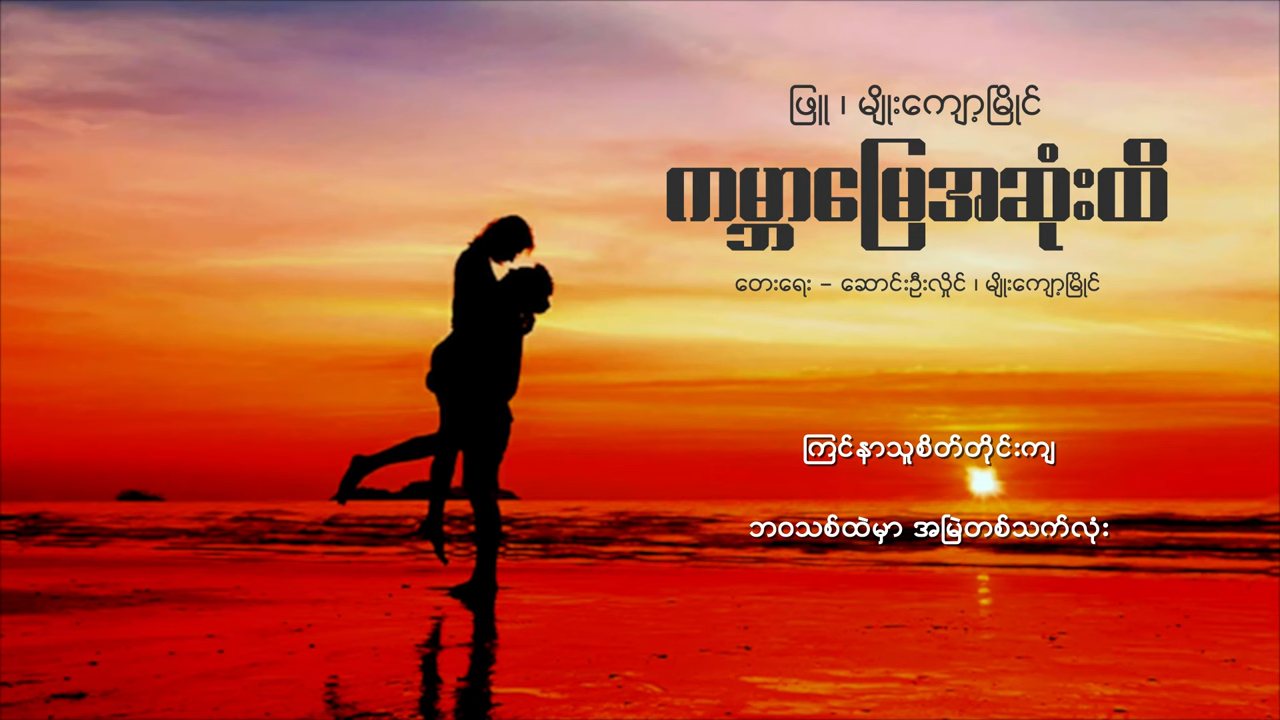 ဖြူ ၊ မျိုးကျော့မြိုင်
ကမ္ဘာမြေအဆုံးထိ
တေးရေး - ဆောင်းဦးလှိုင် ၊ မျိုးကျော့မြိုင်
ကြင်နာသူစိတ်တိုင်းကျ
ဘဝသစ်ထဲမှာ အမြဲတစ်သက်လုံး